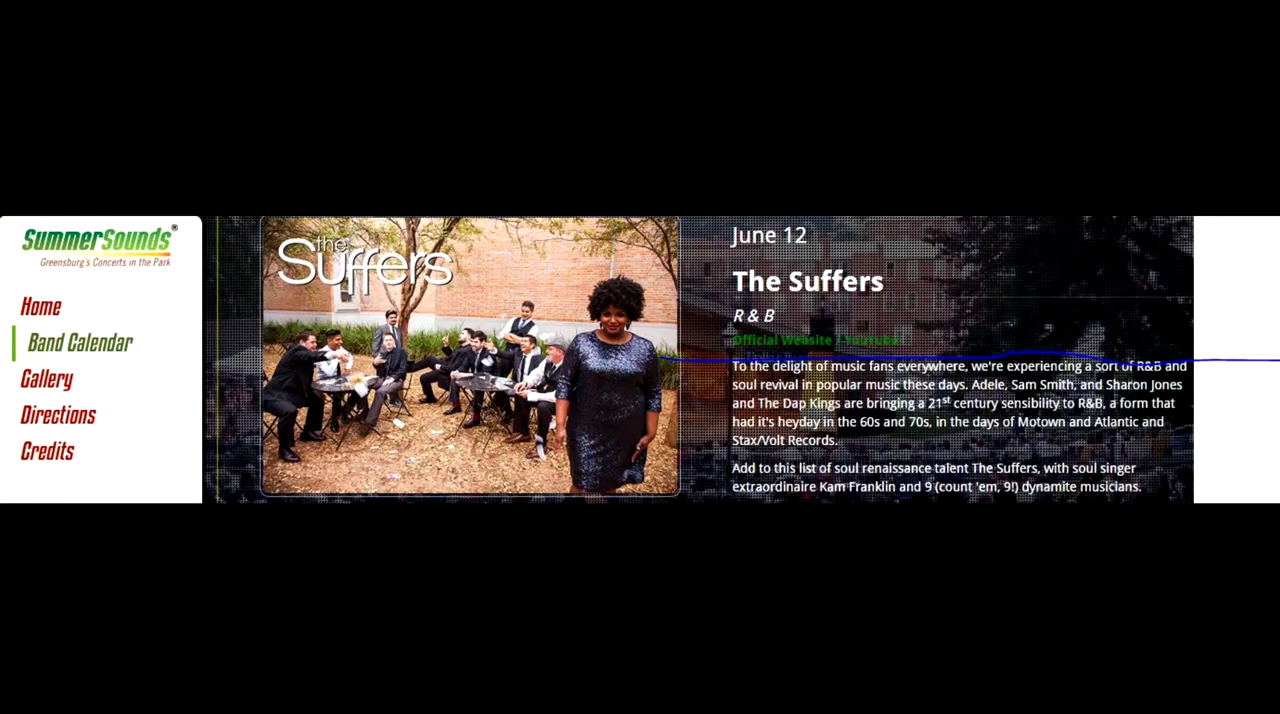 SummerSounds®
Greensburg's Concerts in the Park
Home
Band Calendar
Gallery
Directions
Credits
the
Suffers
June 12
The Suffers
R & B
Official Website / YouTube
To the delight of music fans everywhere, we're experiencing a sort of R&B and
soul revival in popular music these days. Adele, Sam Smith, and Sharon Jones
and The Dap Kings are bringing a 21st century sensibility to R&B, a form that
had it's heyday in the 60s and 70s, in the days of Motown and Atlantic and
Stax/Volt Records.
Add to this list of soul renaissance talent The Suffers, with soul singer
extraordinaire Kam Franklin and 9 (count 'em, 9!) dynamite musicians.